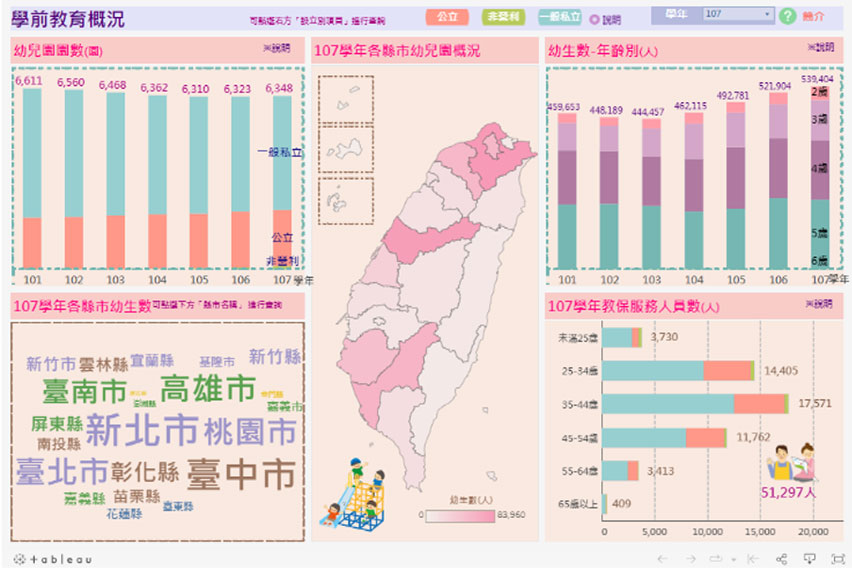 學前教育概況
可點選右方「設立別項目」進行查詢
公立
非營利
一般私立
說明
學年
107
?
簡介
幼兒園園數(園)
※說明
6,611
6,560
6,468
6,362
6,310
6,323
6,348
一般私立
公立
非營利
101
102
103
104
105
106
107
學年
107學年各縣市幼兒園概況
幼生數(人)
0
83,960
幼生數-年齡別(人)
※說明
459,653
448,189
444,457
462,115
492,781
521,904
539,404
2歲
3歲
4歲
5歲
6歲
101
102
103
104
105
106
107
學年
107學年各縣市幼生數
可點選下方「縣市名稱」進行查詢
新竹市
雲林縣
宜蘭縣
基隆市
新竹縣
臺南市
高雄市
嘉義市
屏東縣
南投縣
新北市
桃園市
臺北市
彰化縣
臺中市
嘉義縣
苗栗縣
花蓮縣
臺東縣
107學年教保服務人員數(人)
※說明
未滿25歲
3,730
25-34歲
14,405
35-44歲
17,571
45-54歲
11,762
55-64歲
3,413
65歲以上
409
51,297人
0
5,000
10,000
15,000
20,000
+ableau